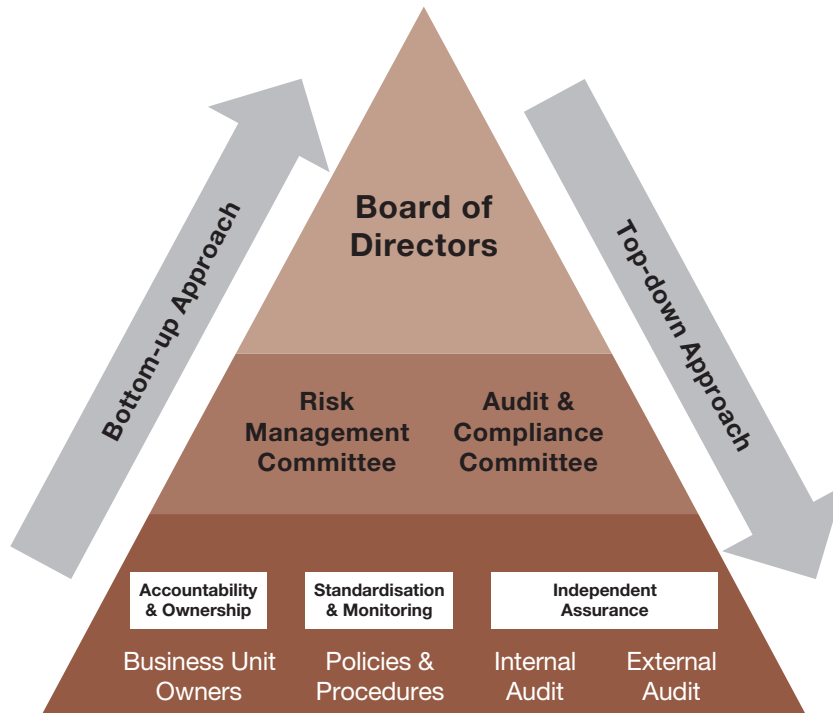 Board of
Directors
Bottom-up Approach
Top-down Approach
Risk
Management
Committee
Audit &
Compliance
Committee
Accountability
& Ownership
Standardisation
& Monitoring
Independent
Assurance
Business Unit
Owners
Policies &
Procedures
Internal
Audit
External
Audit